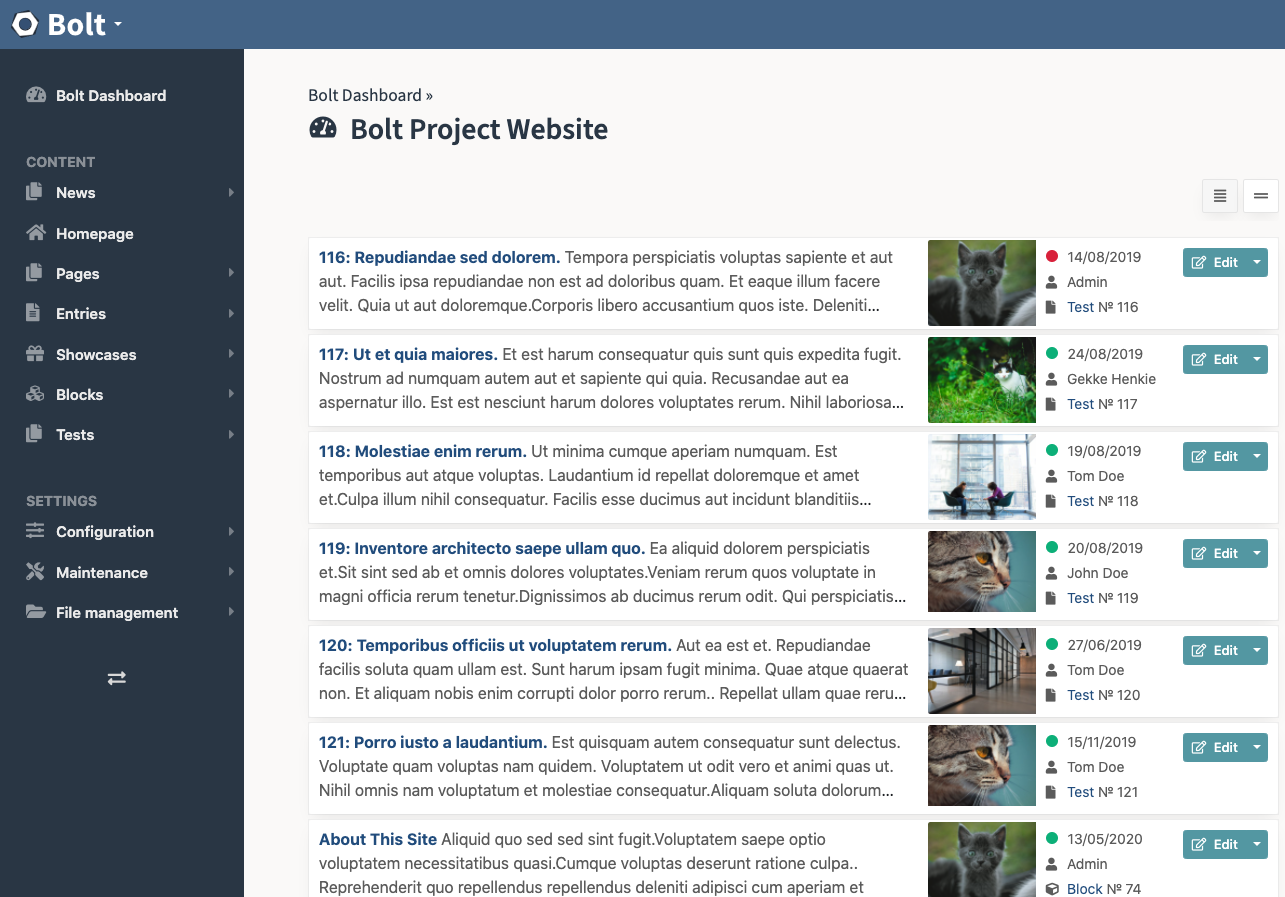 Bolt
Bolt Dashboard
CONTENT
News
Homepage
Pages
Entries
Showcases
Blocks
Tests
SETTINGS
Configuration
Maintenance
File management
Bolt Dashboard »
Bolt Project Website
116: Repudiandae sed dolorem. Tempora perspiciatis voluptas sapiente et aut
aut. Facilis ipsa repudiandae non est ad doloribus quam. Et eaque illum facere
velit. Quia ut aut doloremque.Corporis libero accusantium quos iste. Deleniti...
14/08/2019
Admin
Test № 116
Edit
117: Ut et quia maiores. Et est harum consequatur quis sunt quis expedita fugit.
Nostrum ad numquam autem aut et sapiente qui quia. Recusandae aut ea
aspernatur illo. Est est nesciunt harum dolores voluptates rerum. Nihil laboriosa...
24/08/2019
Gekke Henkie
Test № 117
Edit
118: Molestiae enim rerum. Ut minima cumque aperiam numquam. Est
temporibus aut atque voluptas. Laudantium id repellat doloremque et amet
et.Culpa illum nihil consequatur. Facilis esse ducimus aut incidunt blanditiis...
19/08/2019
Tom Doe
Test № 118
Edit
119: Inventore architecto saepe ullam quo. Ea aliquid dolorem perspiciatis
et.Sit sint sed ab et omnis dolores voluptates.Veniam rerum quos voluptate in
magni officia rerum tenetur.Dignissimos ab ducimus rerum odit. Qui perspiciatis...
20/08/2019
John Doe
Test № 119
Edit
120: Temporibus officiis ut voluptatem rerum. Aut ea est et. Repudiandae
facilis soluta quam ullam est. Sunt harum ipsam fugit minima. Quae atque quaerat
non. Et aliquam nobis enim corrupti dolor porro rerum.. Repellat ullam quae reru...
27/06/2019
Tom Doe
Test № 120
Edit
121: Porro iusto a laudantium. Est quisquam autem consequatur sunt delectus.
Voluptate quam voluptas nam quidem. Voluptatem ut odit vero et animi quas ut.
Nihil omnis nam voluptatum et molestiae consequatur.Aliquam soluta dolorum...
15/11/2019
Tom Doe
Test № 121
Edit
About This Site Aliquid quo sed sed sint fugit.Voluptatem saepe optio
voluptatem necessitatibus quasi.Cumque voluptas deserunt ratione culpa..
Reprehenderit quo repellendus repellendus deleniti adipisci cum aperiam et
13/05/2020
Admin
Block № 74
Edit